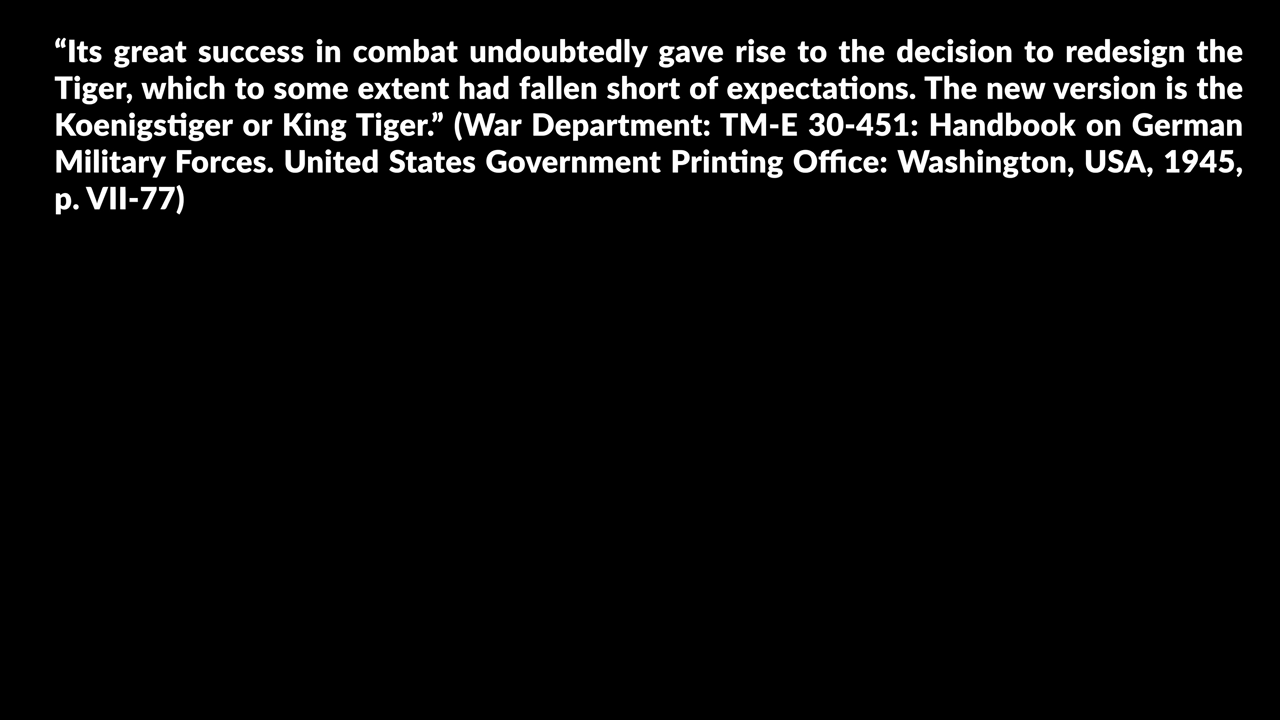 “Its great success in combat undoubtedly gave rise to the decision to redesign the
Tiger, which to some extent had fallen short of expectations. The new version is the
Koenigstiger or King Tiger.” (War Department: TM-E 30-451: Handbook on German
Military Forces. United States Government Printing Office: Washington, USA, 1945,
p. VII-77)